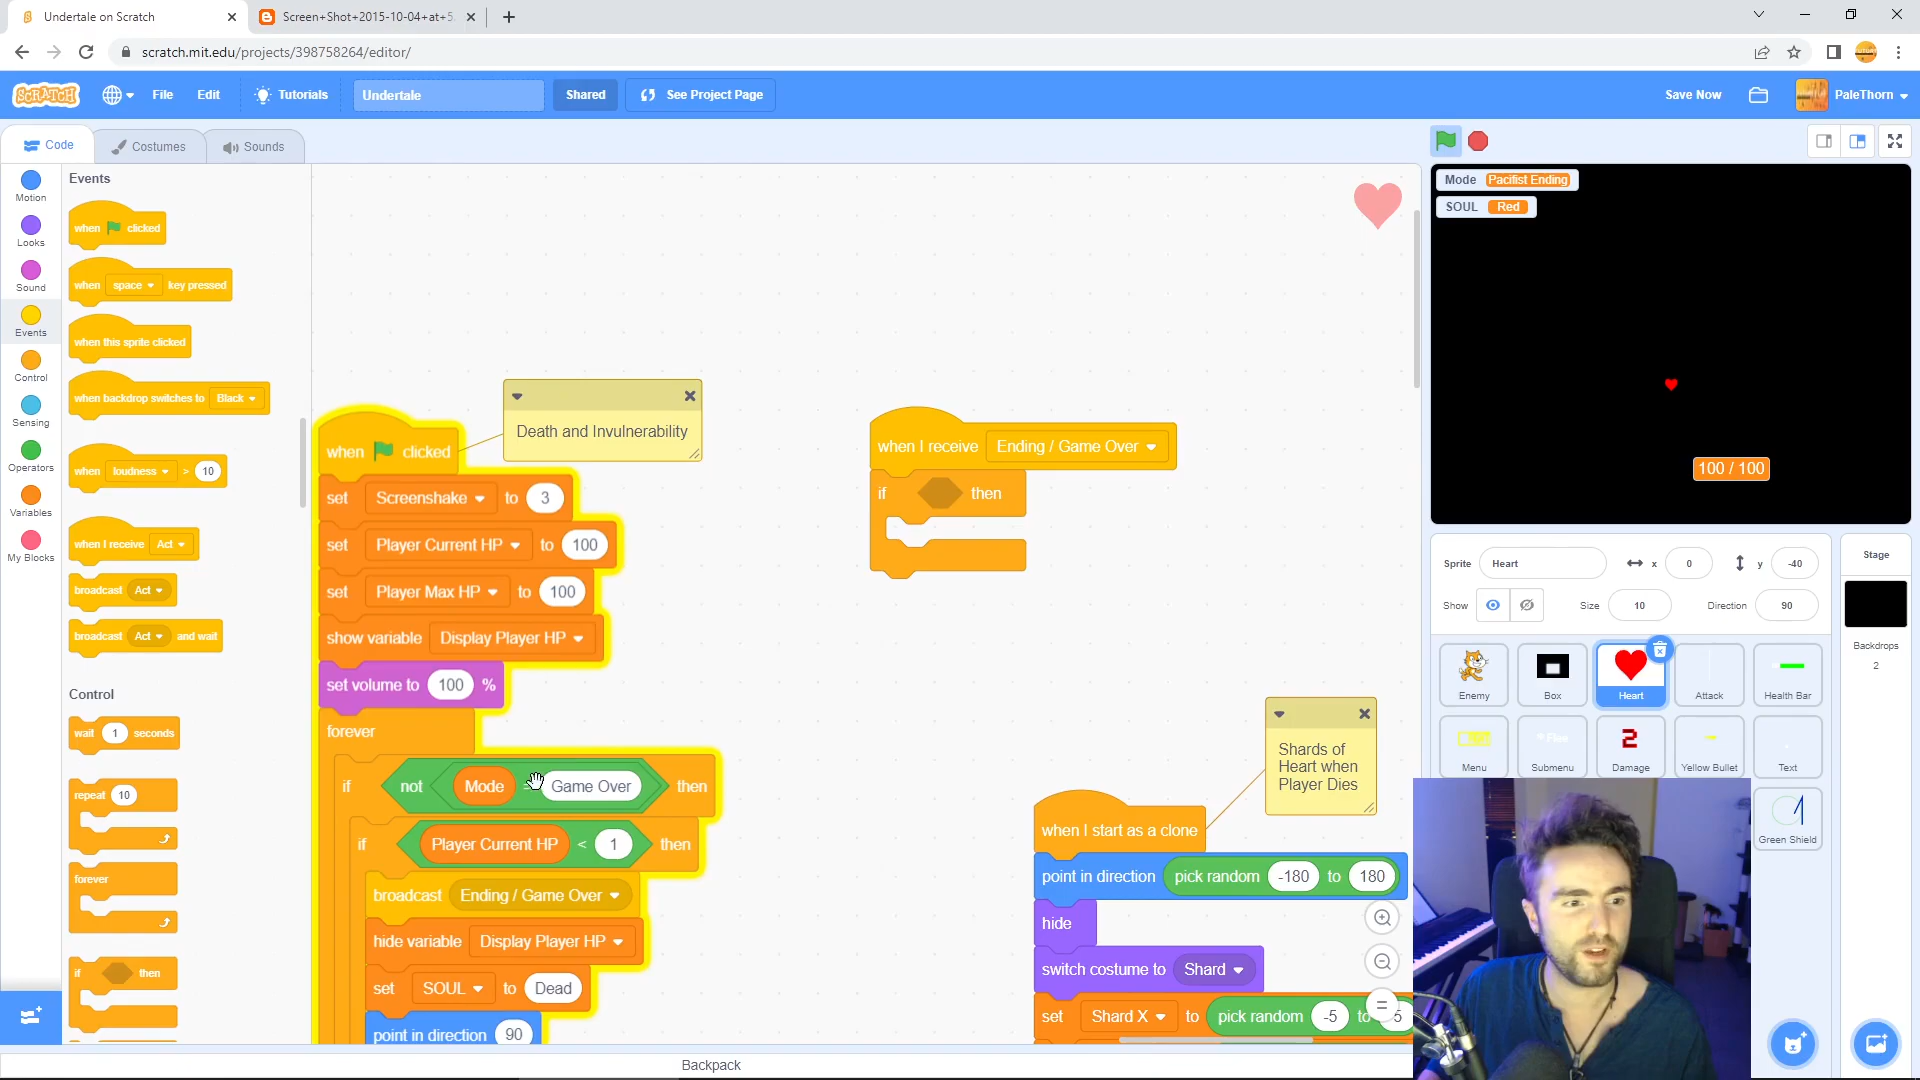 Undertale on Scratch
Screen+Shot+2015-10-04+at+5.
scratch.mit.edu/projects/398758264/editor/
SCRATCH
File
Edit
Tutorials
Undertale
Shared
See Project Page
Save Now
PaleThorn
Code
Costumes
Sounds
Motion
Looks
Sound
Events
Control
Sensing
Operators
Variables
My Blocks
Events
when clicked
when space key pressed
when this sprite clicked
when backdrop switches to Black
when loudness > 10
when I receive Act
broadcast Act
broadcast Act and wait
Control
wait 1 seconds
repeat 10
forever
if then
Death and Invulnerability
when clicked
set Screenshake to 3
set Player Current HP to 100
set Player Max HP to 100
show variable Display Player HP
set volume to 100 %
forever
if not Mode = Game Over then
if Player Current HP < 1 then
broadcast Ending / Game Over
hide variable Display Player HP
set SOUL to Dead
point in direction 90
when I receive Ending / Game Over
if then
Shards of
Heart when
Player Dies
when I start as a clone
point in direction pick random -180 to 180
hide
switch costume to Shard
set Shard X to pick random -5 to 5
Backpack
Mode Pacifist Ending
SOUL Red
100 / 100
Sprite Heart x 0 y -40
Show Size 10 Direction 90
Enemy
Box
Heart
Attack
Health Bar
Menu
Submenu
2
Damage
Yellow Bullet
Text
Green Shield
Stage
Backdrops
2